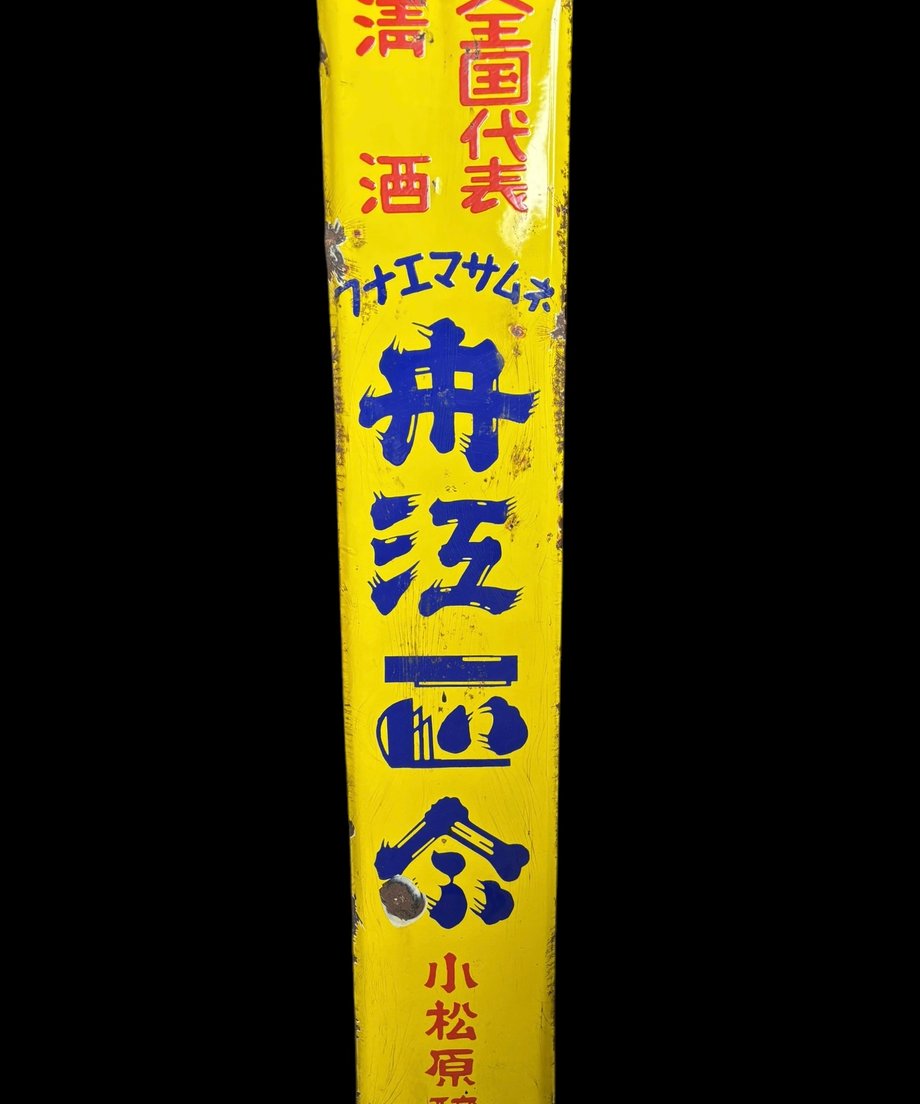 全国代表
清酒
フナエマサムネ
舟江正宗
小松原